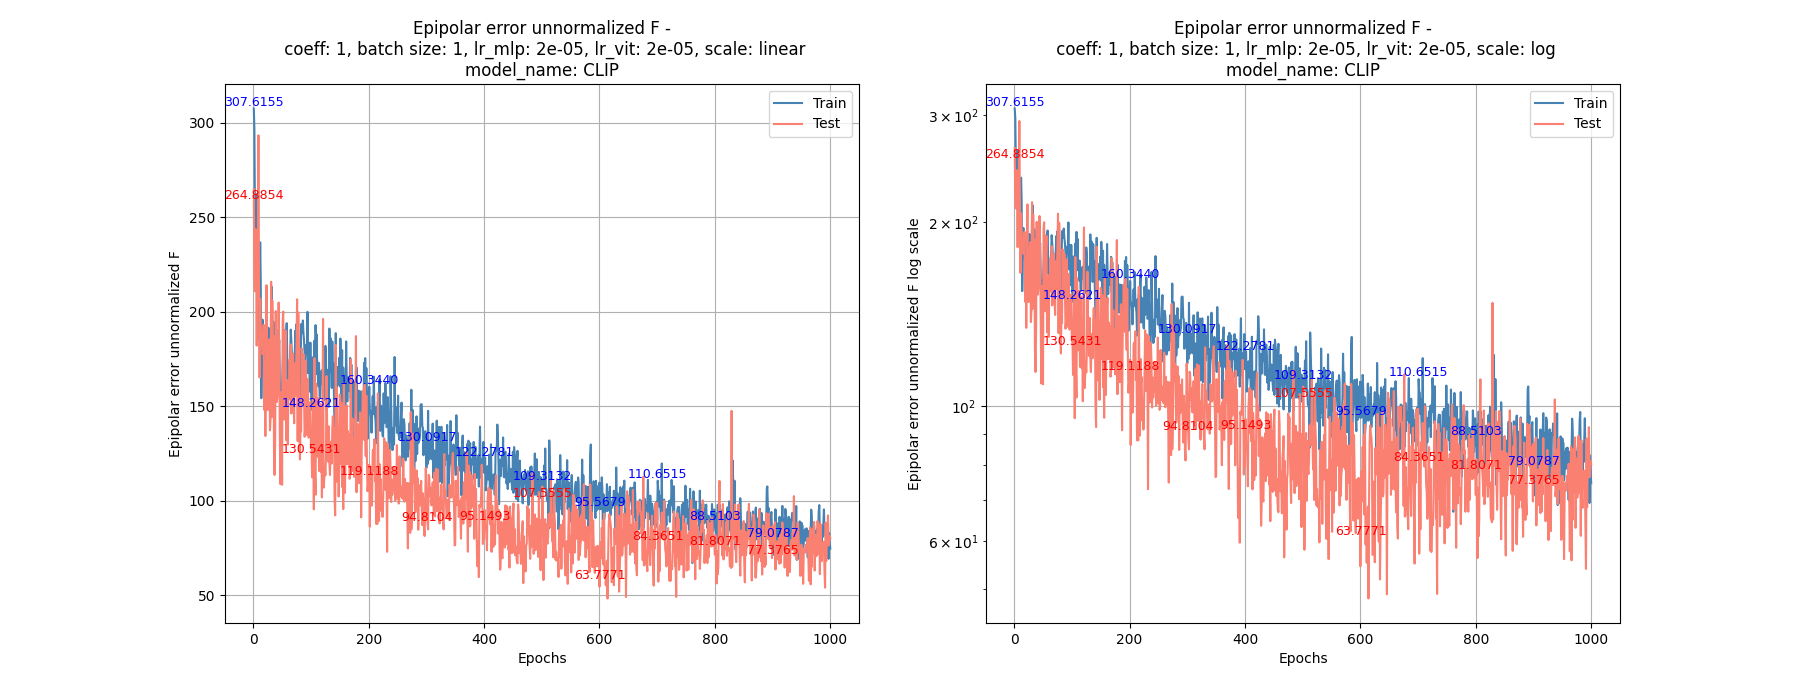 Epipolar error unnormalized F -
coeff: 1, batch size: 1, lr_mlp: 2e-05, lr_vit: 2e-05, scale: linear
model_name: CLIP
Epipolar error unnormalized F
300
250
200
150
100
50
307.6155
264.8854
148.2621
130.5431
160.3440
119.1188
130.0917
94.8104
122.2781
95.1493
109.3132
107.5555
95.5679
63.7771
110.6515
84.3651
88.5103
81.8071
79.0787
77.3765
Train
Test
0 200 400 600 800 1000
Epochs
Epipolar error unnormalized F -
coeff: 1, batch size: 1, lr_mlp: 2e-05, lr_vit: 2e-05, scale: log
model_name: CLIP
Epipolar error unnormalized F log scale
3 × 10²
2 × 10²
10²
6 × 10¹
307.6155
264.8854
148.2621
130.5431
160.3440
119.1188
130.0917
94.8104
122.2781
95.1493
109.3132
107.5555
95.5679
63.7771
110.6515
84.3651
88.5103
81.8071
79.0787
77.3765
Train
Test
0 200 400 600 800 1000
Epochs